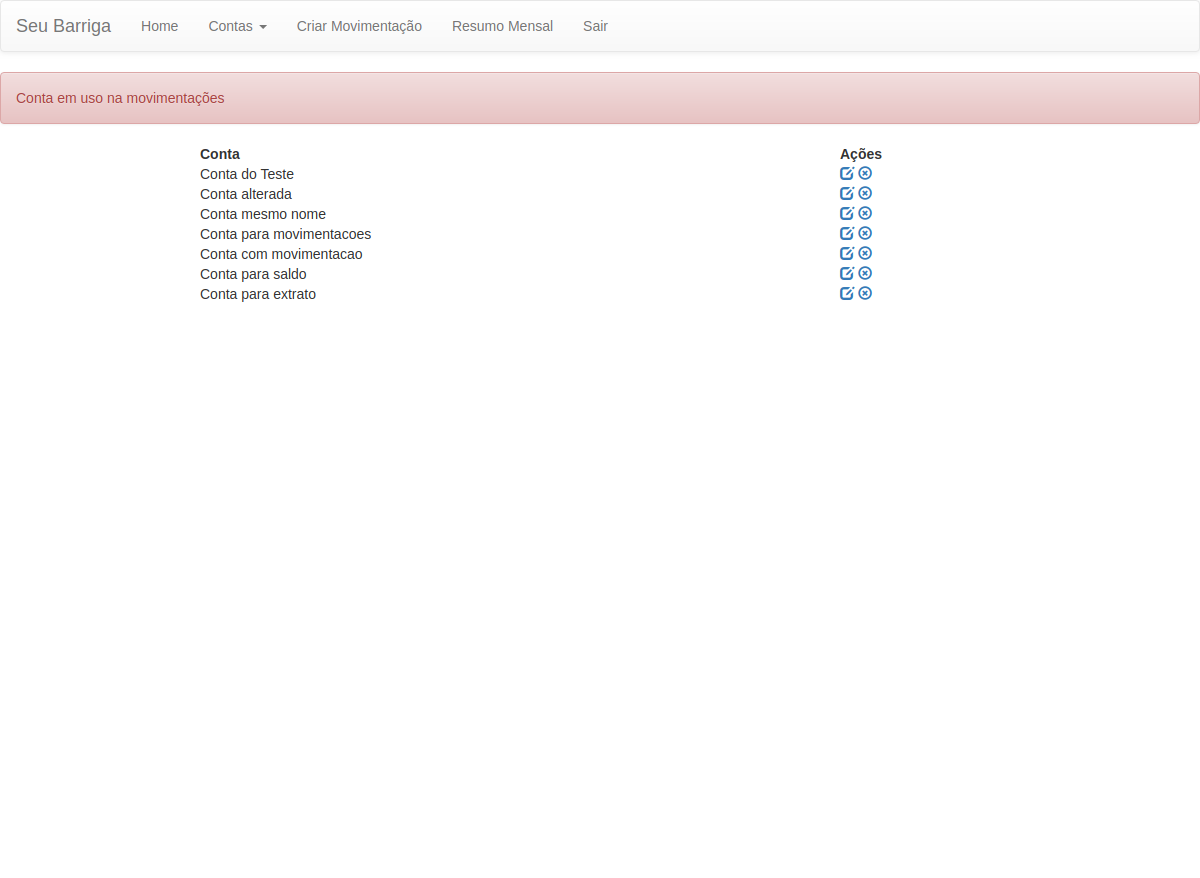 Seu Barriga Home Contas Criar Movimentação Resumo Mensal Sair
Conta em uso na movimentações
Conta Ações
Conta do Teste
Conta alterada
Conta mesmo nome
Conta para movimentacoes
Conta com movimentacao
Conta para saldo
Conta para extrato